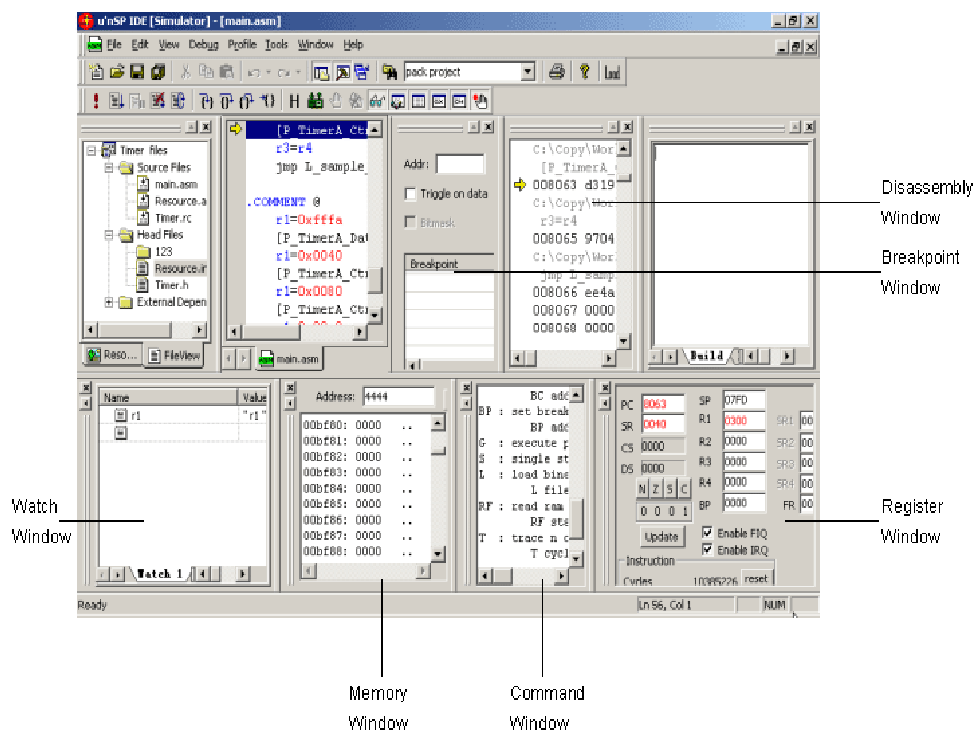 u'nSP IDE [Simulator] - [main.asm]
File Edit View Debug Profile Tools Window Help
pack project
Timer files
Source Files
main.asm
Resource.a
Timer.rc
Head Files
123
Resource.ir
Timer.h
External Depen
Reso...
FileView
[P_TimerA_Ctr
r3=r4
jmp L_sample_
.COMMENT @
r1=0xfffa
[P_TimerA_Dat
r1=0x0040
[P_TimerA_Ctr
r1=0x0080
[P_TimerA_Ctr
main.asm
Addr:
Triggle on data
Bitmask
Breakpoint
C:\Copy\Wor
[P_TimerA_
008063 d319
C:\Copy\Wor
r3=r4
008065 9704
C:\Copy\Wor
jmp L_samp
008066 ee4a
008067 0000
008068 0000
Build
Disassembly
Window
Breakpoint
Window
Name Value
r1 "r1"
Watch 1
Address: 4444
00bf80: 0000 ..
00bf81: 0000 ..
00bf82: 0000 ..
00bf83: 0000 ..
00bf84: 0000 ..
00bf85: 0000 ..
00bf86: 0000 ..
00bf87: 0000 ..
00bf88: 0000 ..
BC add
BP : set break
BP add
G : execute p
S : single st
L : load bina
L file
RF : read ram
RF sta
T : trace n c
T cycl
PC 8063 SP 07FD
SR 0040 R1 0300 SR1 00
CS 0000 R2 0000 SR2 00
DS 0000 R3 0000 SR3 00
N Z S C R4 0000 SR4 00
0 0 0 1 BP 0000 FR 00
Update Enable FIQ
Enable IRQ
Instruction
Cycles 10385226 reset
Watch
Window
Register
Window
Ready Ln 56, Col 1 NUM
Memory
Window
Command
Window